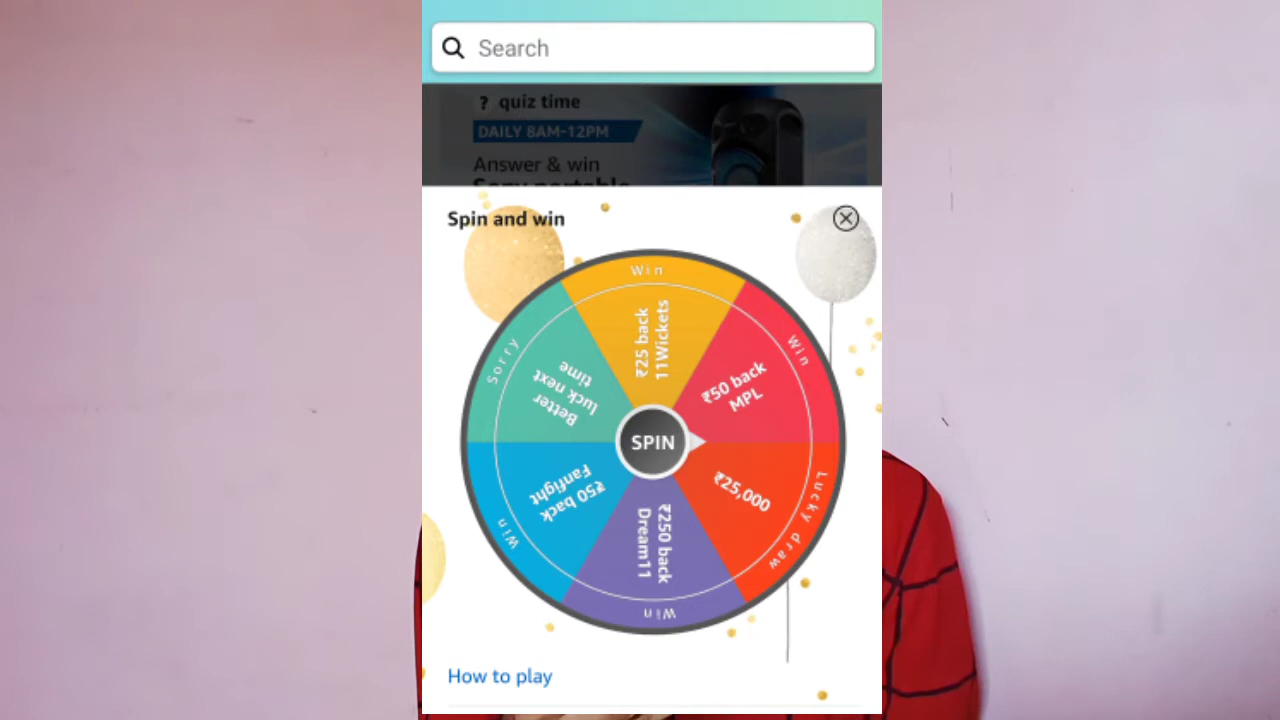 Search
? quiz time
DAILY 8AM-12PM
Answer & win
Sony portable
Spin and win
Win
₹25 back
11Wickets
Win
₹50 back
MPL
Lucky draw
₹25,000
Win
₹250 back
Dream11
Win
₹50 back
Fanfight
Sorry
Better
luck next
time
SPIN
How to play